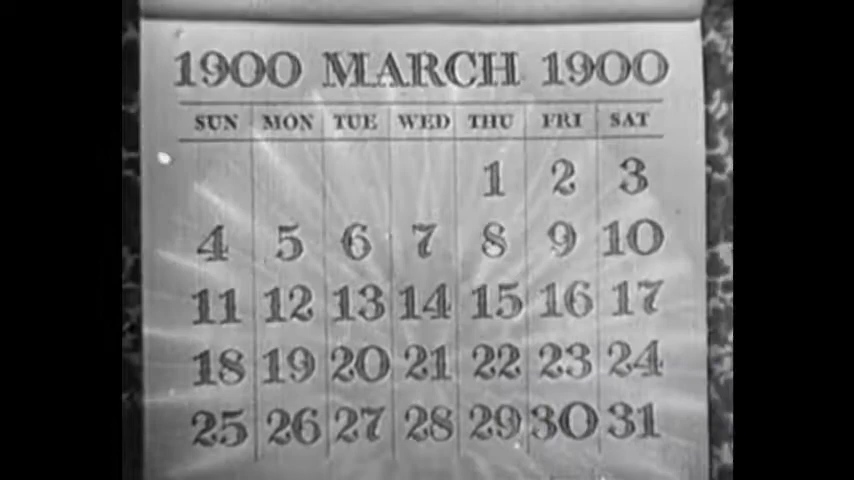 1900 MARCH 1900
SUN MON TUE WED THU FRI SAT
1 2 3
4 5 6 7 8 9 10
11 12 13 14 15 16 17
18 19 20 21 22 23 24
25 26 27 28 29 30 31